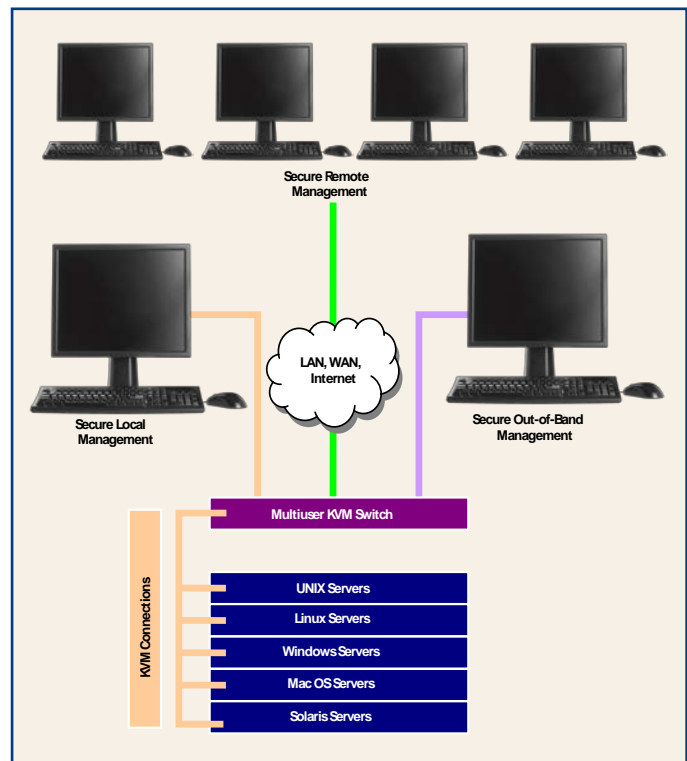 Secure Remote
Management
LAN, WAN,
Internet
Secure Local
Management
Secure Out-of-Band
Management
Multiuser KVM Switch
KVM Connections
UNIX Servers
Linux Servers
Windows Servers
Mac OS Servers
Solaris Servers